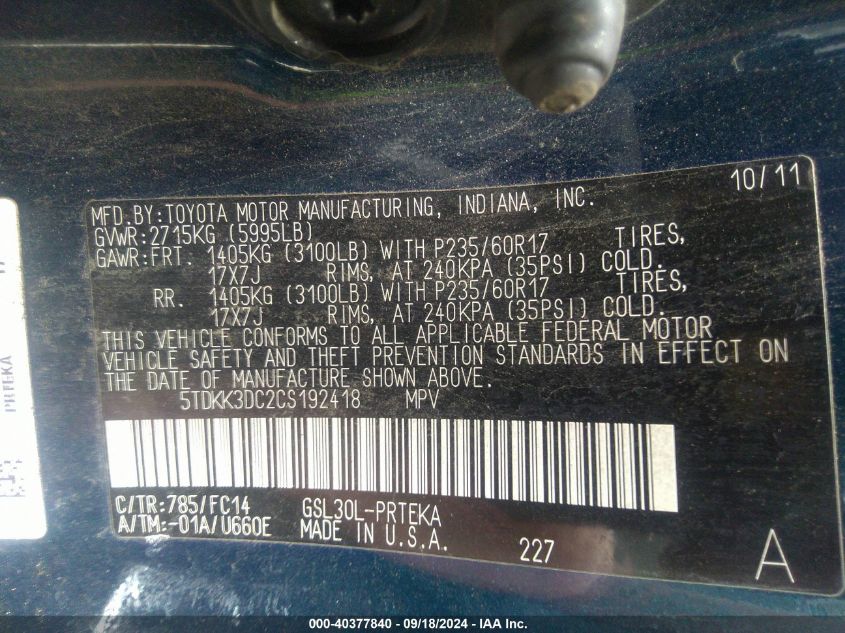 10/11
MFD.BY:TOYOTA MOTOR MANUFACTURING, INDIANA, INC.
GVWR:2715KG (5995LB)
GAWR:FRT. 1405KG (3100LB) WITH P235/60R17 TIRES,
17X7J RIMS, AT 240KPA (35PSI) COLD.
RR. 1405KG (3100LB) WITH P235/60R17 TIRES,
17X7J RIMS, AT 240KPA (35PSI) COLD.
THIS VEHICLE CONFORMS TO ALL APPLICABLE FEDERAL MOTOR
VEHICLE SAFETY AND THEFT PREVENTION STANDARDS IN EFFECT ON
THE DATE OF MANUFACTURE SHOWN ABOVE.
5TDKK3DC2CS192418 MPV
C/TR:785/FC14 GSL30L-PRTEKA
A/TM:-01A/U660E MADE IN U.S.A.
227
A
PRTEKA
000-40377840 - 09/18/2024 - IAA Inc.